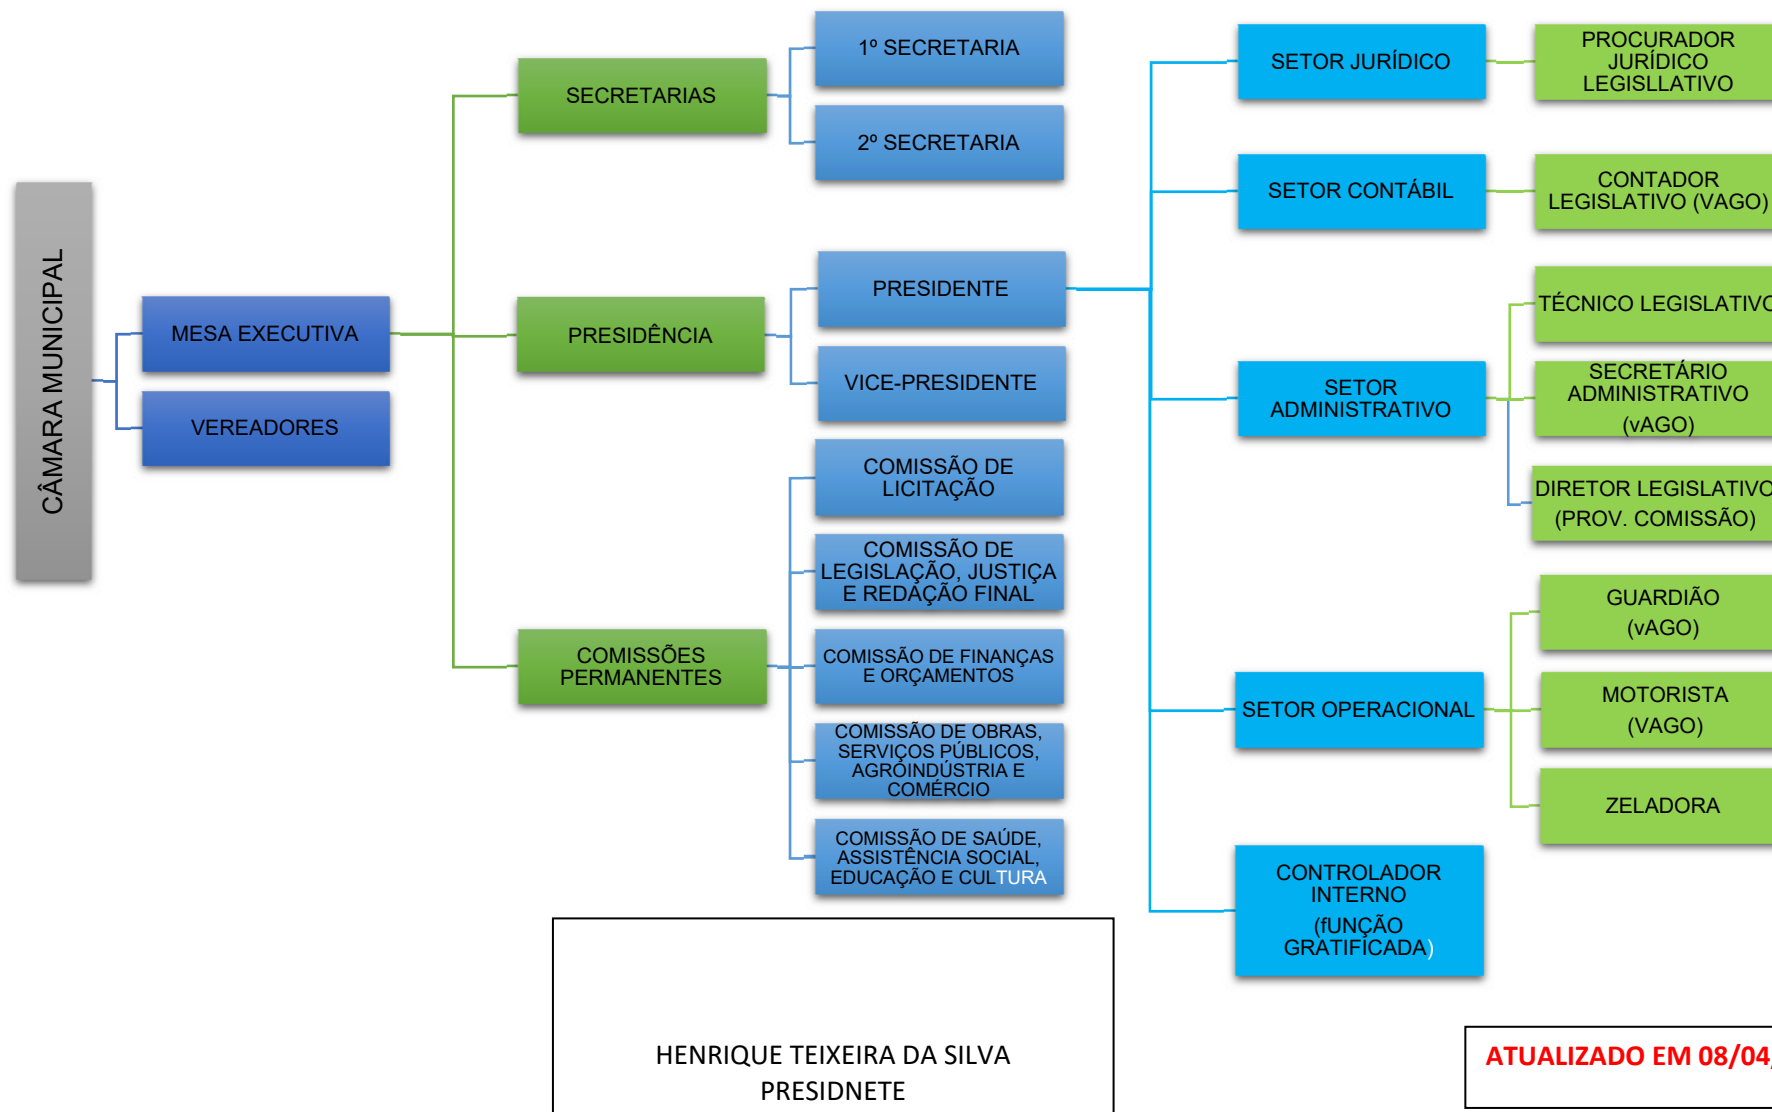 CÂMARA MUNICIPAL
MESA EXECUTIVA
VEREADORES
SECRETARIAS
PRESIDÊNCIA
COMISSÕES
PERMANENTES
1º SECRETARIA
2º SECRETARIA
PRESIDENTE
VICE-PRESIDENTE
COMISSÃO DE
LICITAÇÃO
COMISSÃO DE
LEGISLAÇÃO, JUSTIÇA
E REDAÇÃO FINAL
COMISSÃO DE FINANÇAS
E ORÇAMENTOS
COMISSÃO DE OBRAS,
SERVIÇOS PÚBLICOS,
AGROINDÚSTRIA E
COMÉRCIO
COMISSÃO DE SAÚDE,
ASSISTÊNCIA SOCIAL,
EDUCAÇÃO E CULTURA
SETOR JURÍDICO
SETOR CONTÁBIL
SETOR
ADMINISTRATIVO
SETOR OPERACIONAL
CONTROLADOR
INTERNO
(fUNÇÃO
GRATIFICADA)
PROCURADOR
JURÍDICO
LEGISLLATIVO
CONTADOR
LEGISLATIVO (VAGO)
TÉCNICO LEGISLATIVO
SECRETÁRIO
ADMINISTRATIVO
(vAGO)
DIRETOR LEGISLATIVO
(PROV. COMISSÃO)
GUARDIÃO
(vAGO)
MOTORISTA
(VAGO)
ZELADORA
HENRIQUE TEIXEIRA DA SILVA
PRESIDNETE
ATUALIZADO EM 08/04/